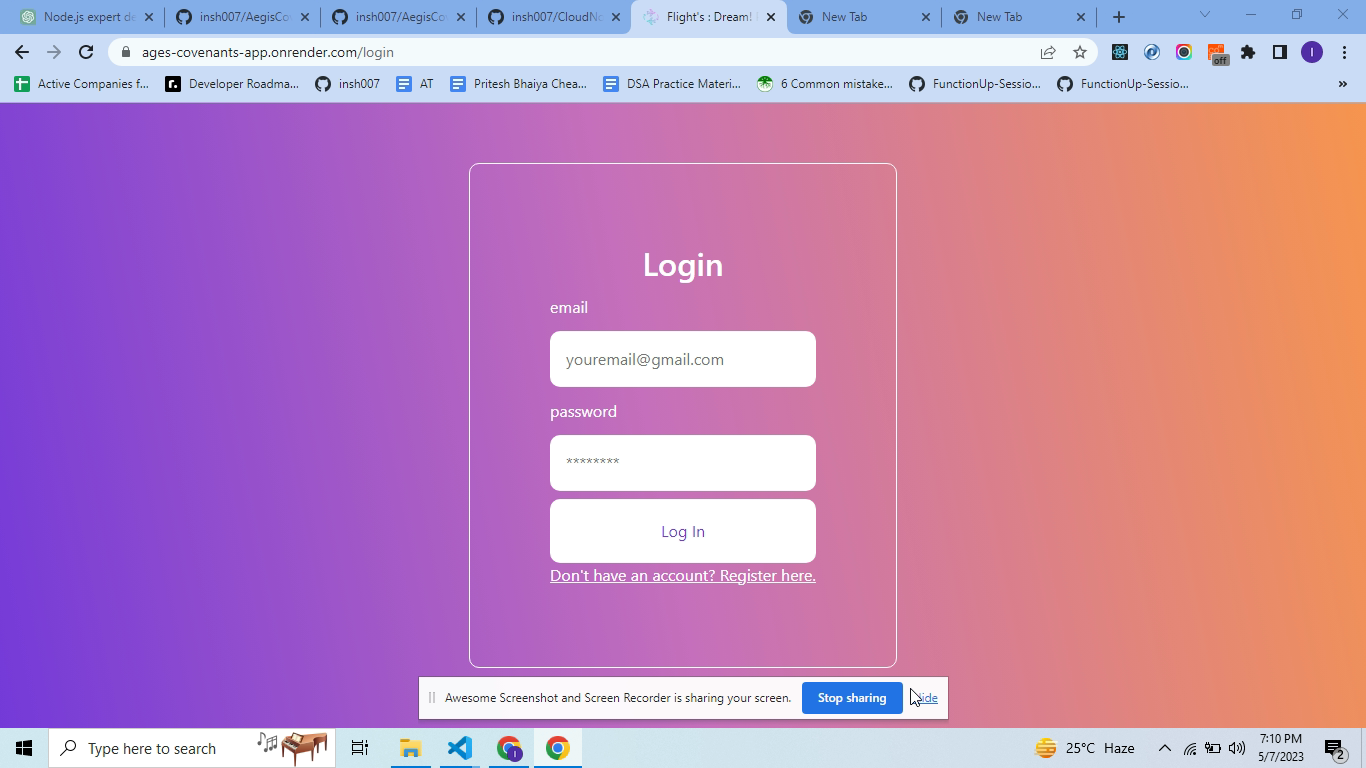 Node.js expert de
insh007/AegisCo
insh007/AegisCo
insh007/CloudNo
Flight's : Dream!
New Tab
New Tab
ages-covenants-app.onrender.com/login
off
I
Active Companies f...
r.
Developer Roadma...
insh007
AT
Pritesh Bhaiya Chea...
DSA Practice Materi...
6 Common mistake...
FunctionUp-Sessio...
FunctionUp-Sessio...
»
Login
email
youremail@gmail.com
password
********
Log In
Don't have an account? Register here.
Awesome Screenshot and Screen Recorder is sharing your screen.
Stop sharing
Hide
Type here to search
I
25°C Haze
7:10 PM
5/7/2023
2